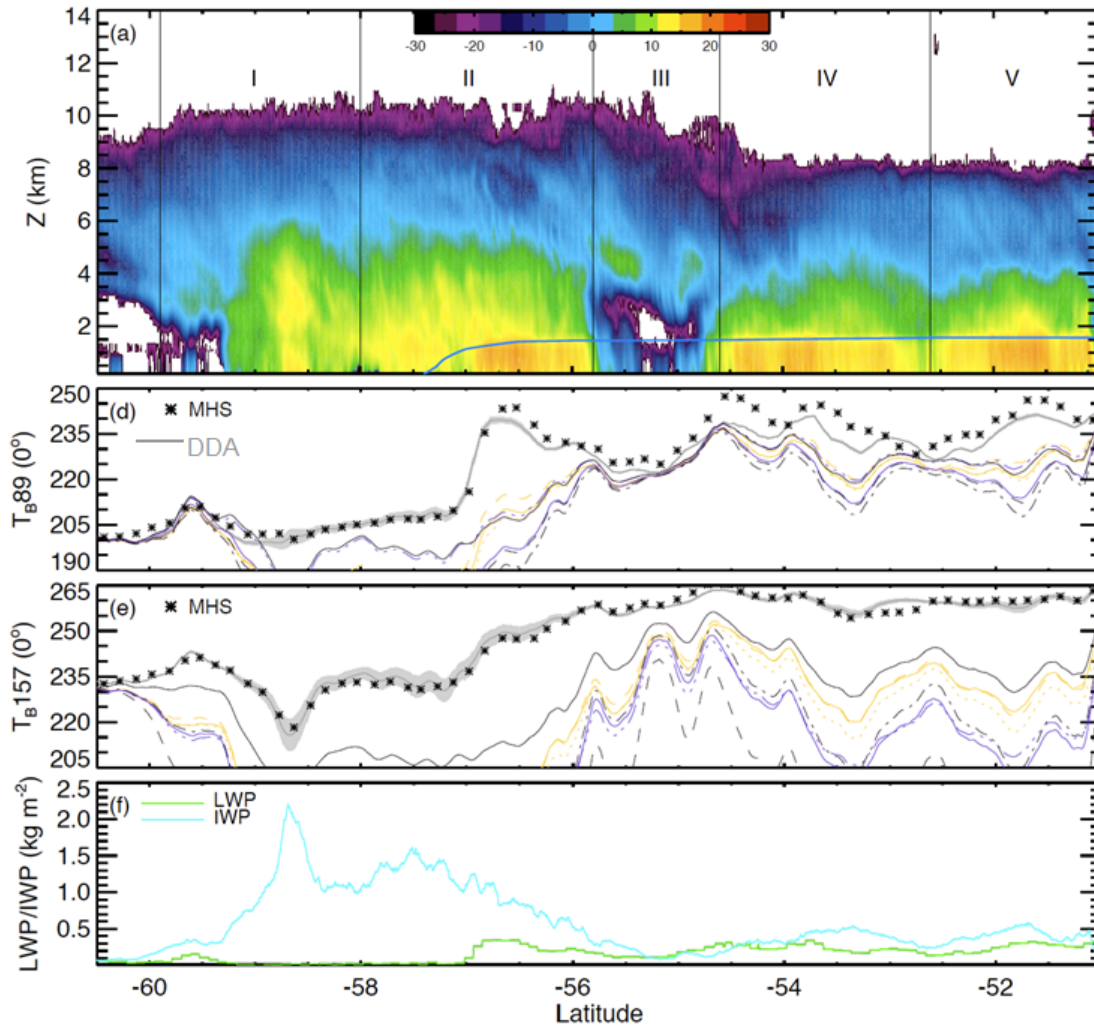 (a)
-30 -20 -10 0 10 20 30
I II III IV V
14
12
10
8
6
4
2
Z (km)
(d) MHS
DDA
250
235
220
205
190
T_B89 (0°)
(e) MHS
265
250
235
220
205
T_B157 (0°)
(f) LWP
IWP
2.5
2.0
1.5
1.0
0.5
LWP/IWP (kg m⁻²)
-60 -58 -56 -54 -52
Latitude